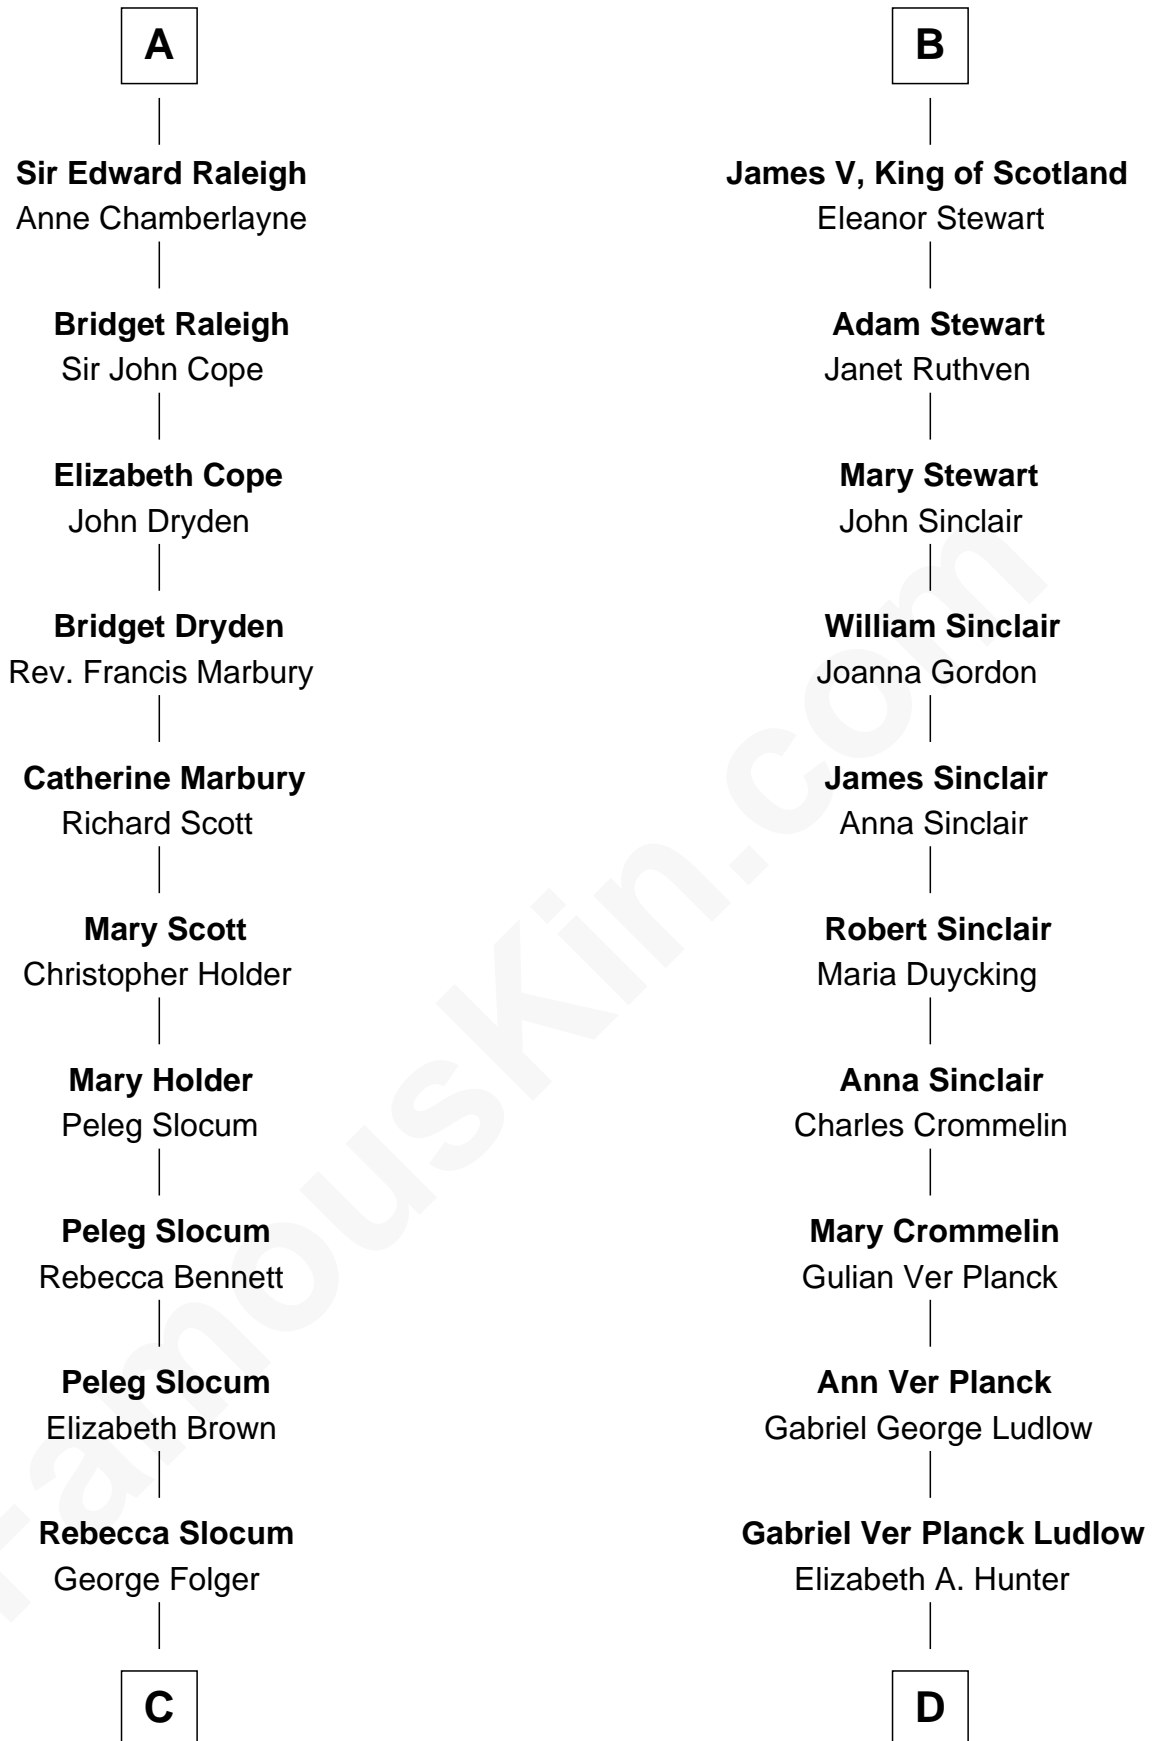 A
Sir Edward Raleigh
Anne Chamberlayne
Bridget Raleigh
Sir John Cope
Elizabeth Cope
John Dryden
Bridget Dryden
Rev. Francis Marbury
Catherine Marbury
Richard Scott
Mary Scott
Christopher Holder
Mary Holder
Peleg Slocum
Peleg Slocum
Rebecca Bennett
Peleg Slocum
Elizabeth Brown
Rebecca Slocum
George Folger
C
B
James V, King of Scotland
Eleanor Stewart
Adam Stewart
Janet Ruthven
Mary Stewart
John Sinclair
William Sinclair
Joanna Gordon
James Sinclair
Anna Sinclair
Robert Sinclair
Maria Duycking
Anna Sinclair
Charles Crommelin
Mary Crommelin
Gulian Ver Planck
Ann Ver Planck
Gabriel George Ludlow
Gabriel Ver Planck Ludlow
Elizabeth A. Hunter
D
FamousKin.com